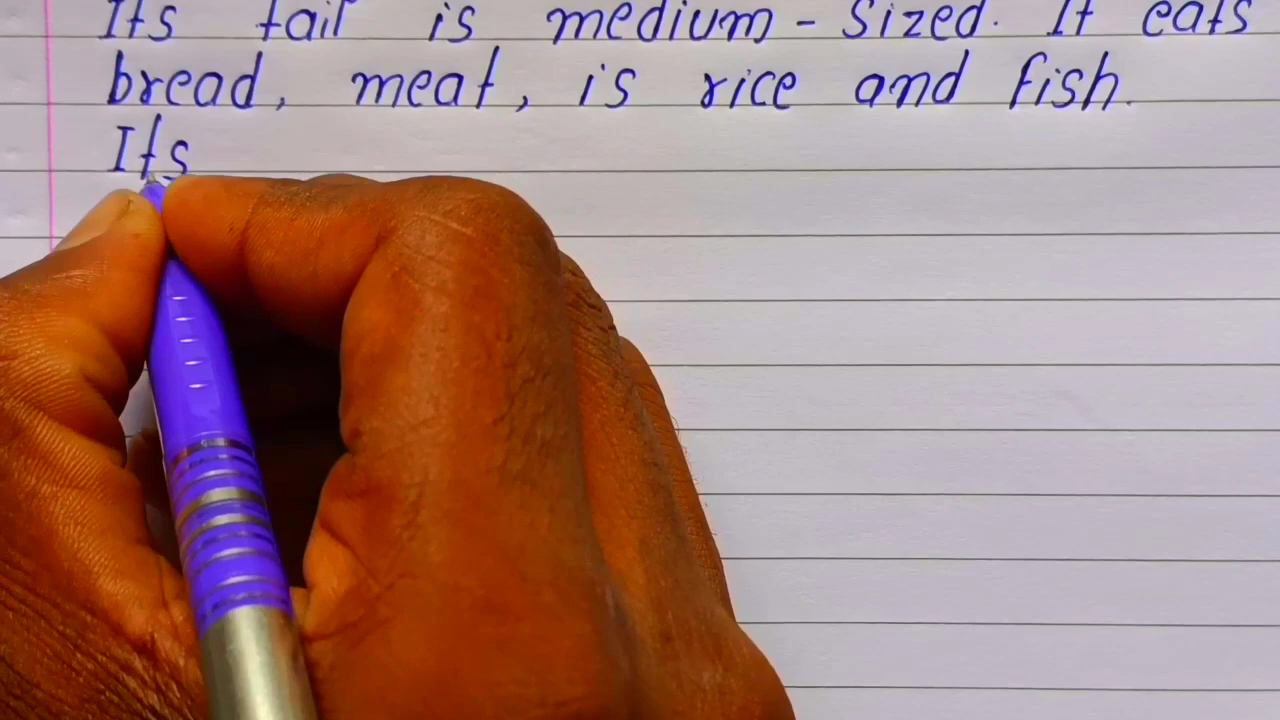 Its tail is medium - Sized. It eats
bread, meat, is rice and fish.
Its